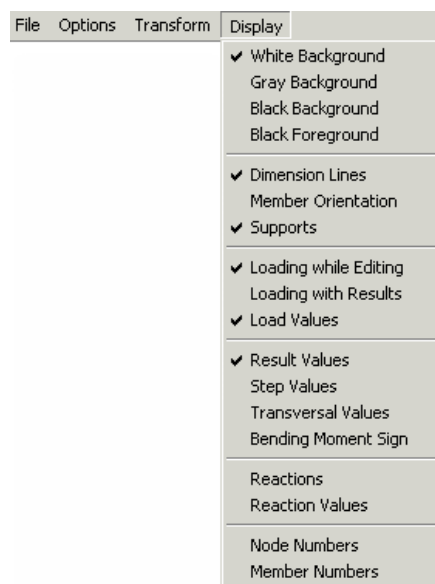 File Options Transform Display
White Background
Gray Background
Black Background
Black Foreground
Dimension Lines
Member Orientation
Supports
Loading while Editing
Loading with Results
Load Values
Result Values
Step Values
Transversal Values
Bending Moment Sign
Reactions
Reaction Values
Node Numbers
Member Numbers